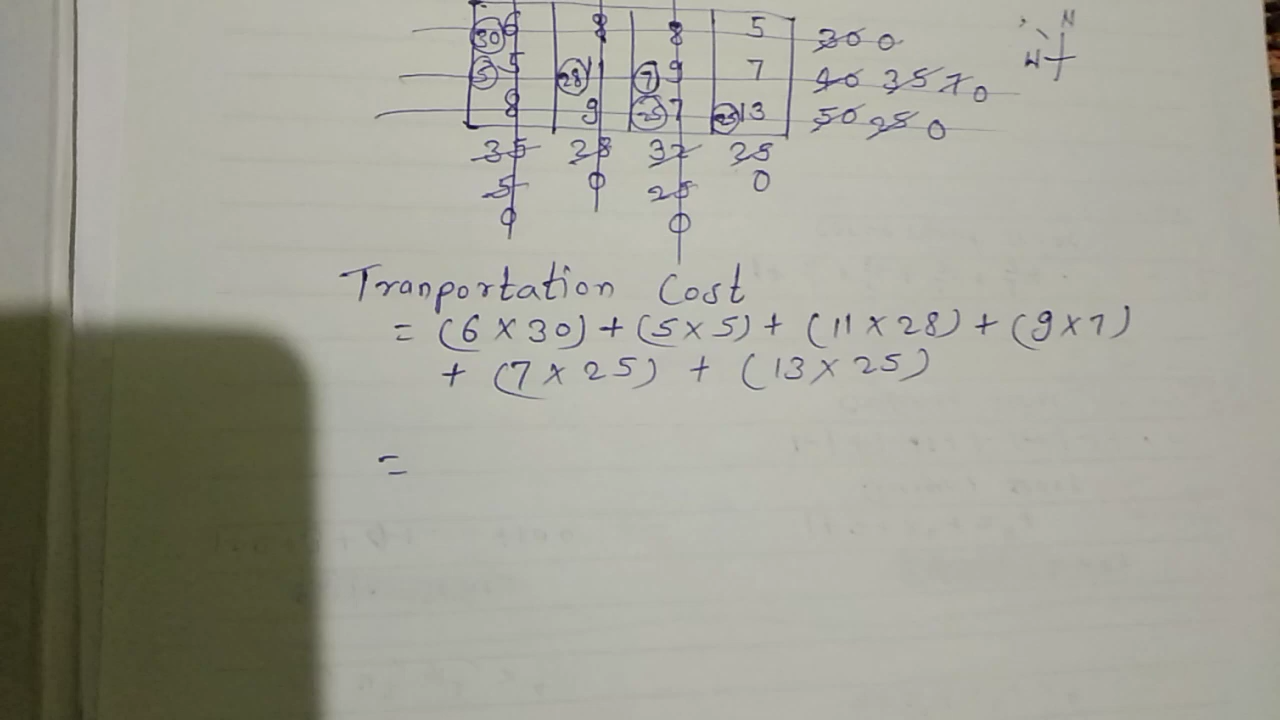 30 6 8 8 5 30 0
5 5 28 11 7 9 7 40 35 7 0
8 9 25 7 25 13 50 25 0
35 28 32 25
5 0 25 0
0 0
N
W
Tranportation Cost
= (6 X 30) + (5 x 5) + (11 x 28) + (9 x 7)
+ (7 x 25) + (13 x 25)
=